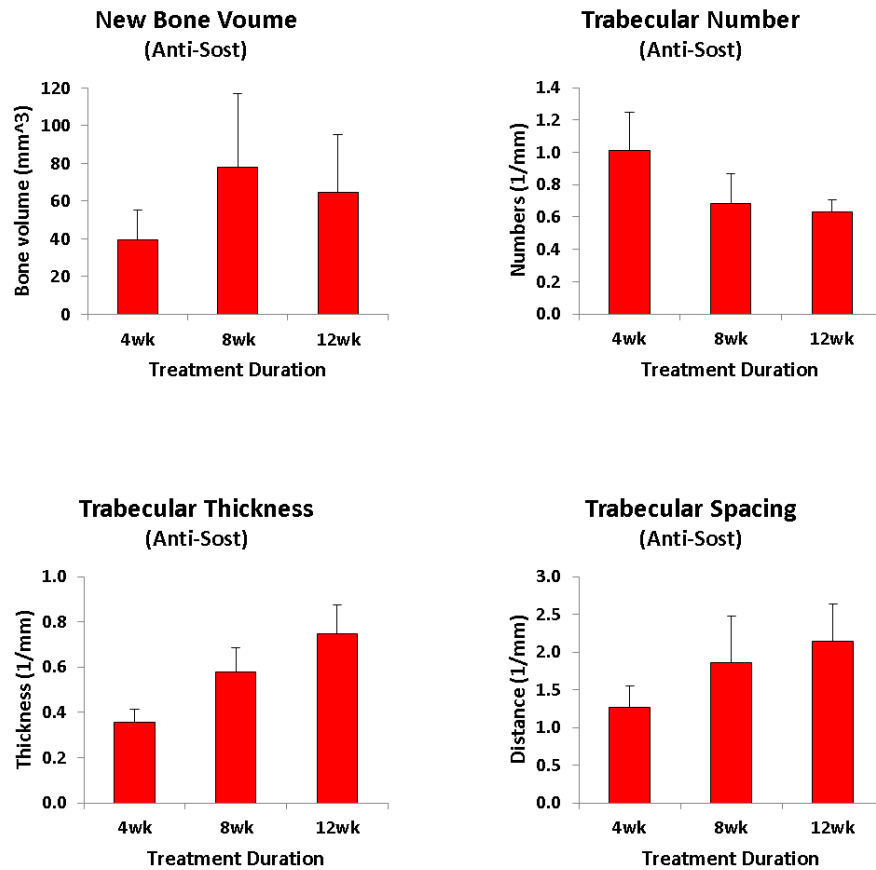 New Bone Voume
(Anti-Sost)
120
100
80
60
40
20
0
Bone volume (mm^3)
4wk 8wk 12wk
Treatment Duration
Trabecular Number
(Anti-Sost)
1.4
1.2
1.0
0.8
0.6
0.4
0.2
0.0
Numbers (1/mm)
4wk 8wk 12wk
Treatment Duration
Trabecular Thickness
(Anti-Sost)
1.0
0.8
0.6
0.4
0.2
0.0
Thickness (1/mm)
4wk 8wk 12wk
Treatment Duration
Trabecular Spacing
(Anti-Sost)
3.0
2.5
2.0
1.5
1.0
0.5
0.0
Distance (1/mm)
4wk 8wk 12wk
Treatment Duration